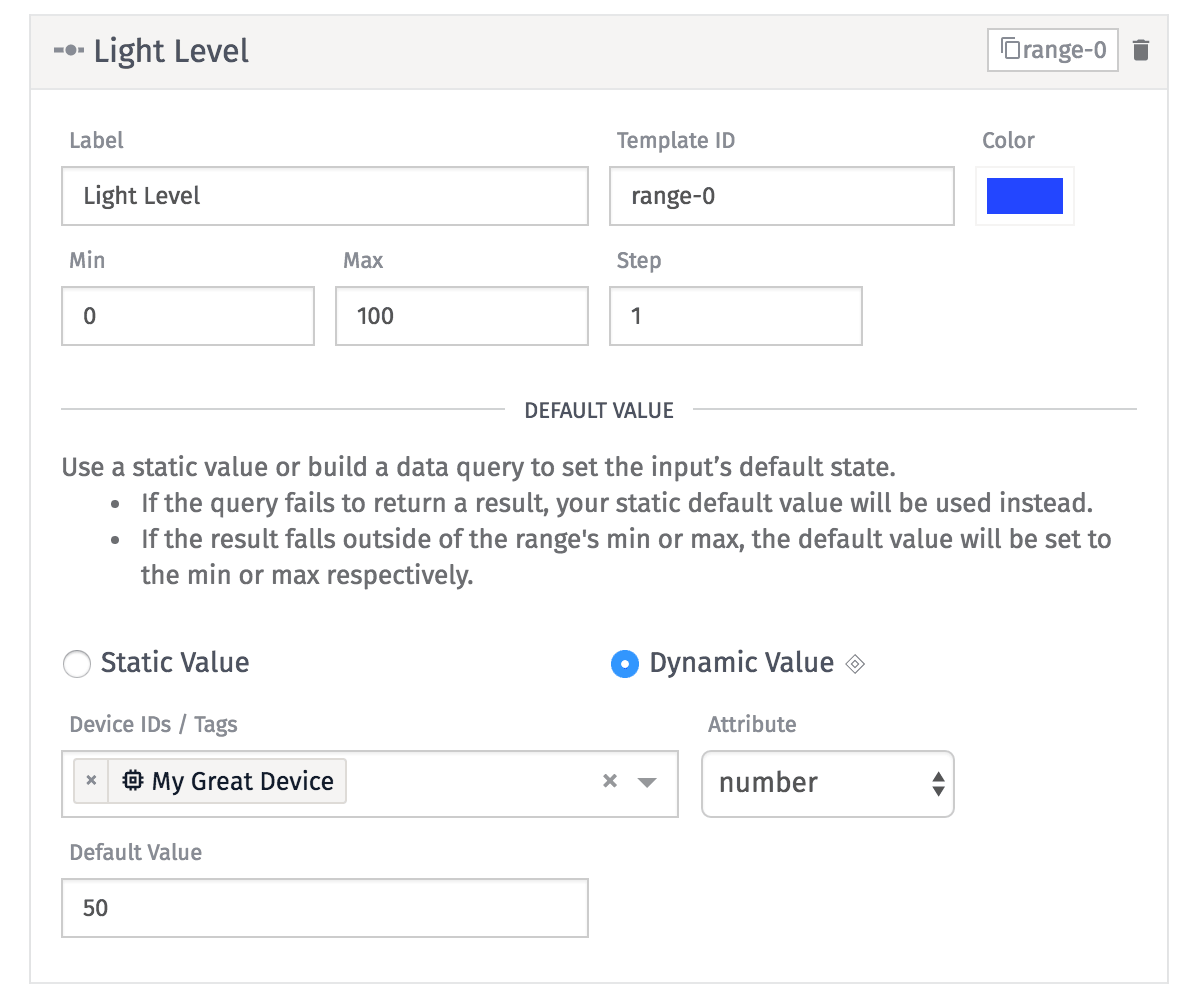 Light Level
range-0
Label
Template ID
Color
Light Level
range-0
Min
Max
Step
0
100
1
DEFAULT VALUE
Use a static value or build a data query to set the input’s default state.
• If the query fails to return a result, your static default value will be used instead.
• If the result falls outside of the range's min or max, the default value will be set to
the min or max respectively.
Static Value
Dynamic Value
Device IDs / Tags
Attribute
× My Great Device ×
number
Default Value
50